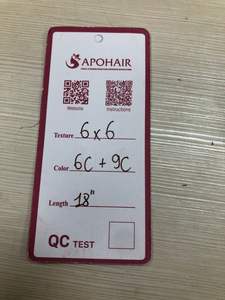 APOHAIR
Website Instructions
Texture 6x6
Color 6C + 9C
Length 18"
QC TEST